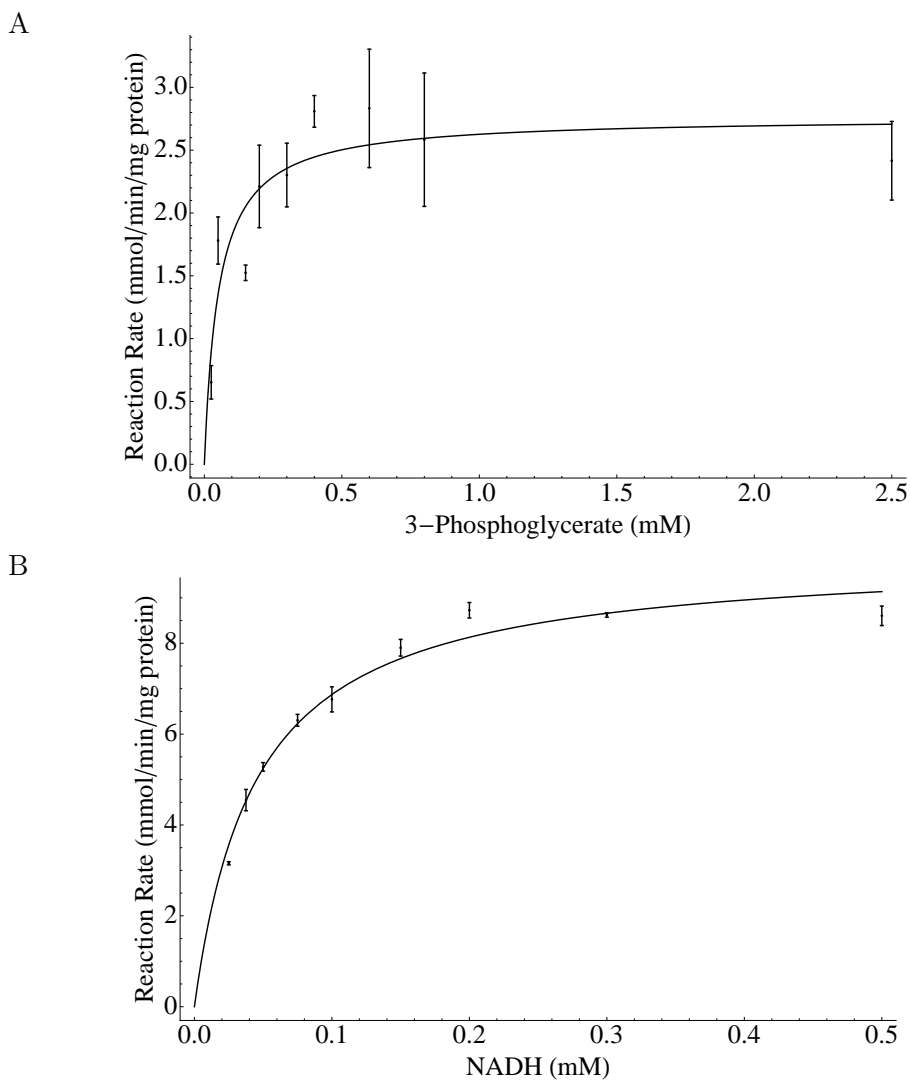 A
Reaction Rate (mmol/min/mg protein)
3.0
2.5
2.0
1.5
1.0
0.5
0.0
0.0 0.5 1.0 1.5 2.0 2.5
3−Phosphoglycerate (mM)
B
Reaction Rate (mmol/min/mg protein)
8
6
4
2
0
0.0 0.1 0.2 0.3 0.4 0.5
NADH (mM)